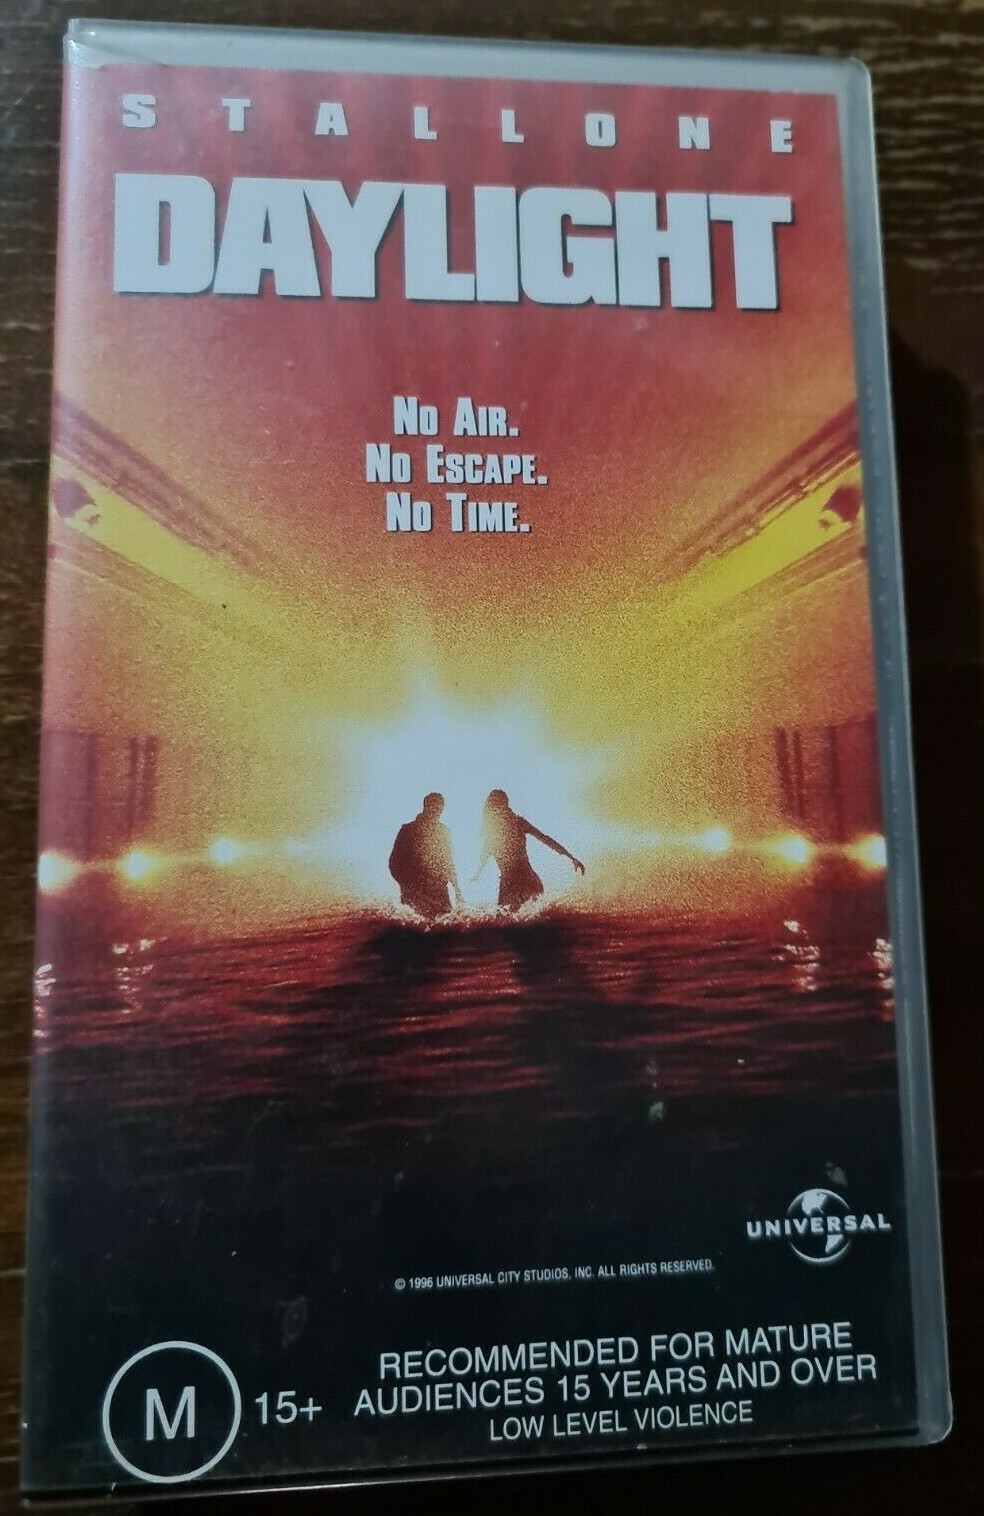 STALLONE
DAYLIGHT
NO AIR.
NO ESCAPE.
NO TIME.
UNIVERSAL
© 1996 UNIVERSAL CITY STUDIOS, INC. ALL RIGHTS RESERVED.
M 15+
RECOMMENDED FOR MATURE
AUDIENCES 15 YEARS AND OVER
LOW LEVEL VIOLENCE